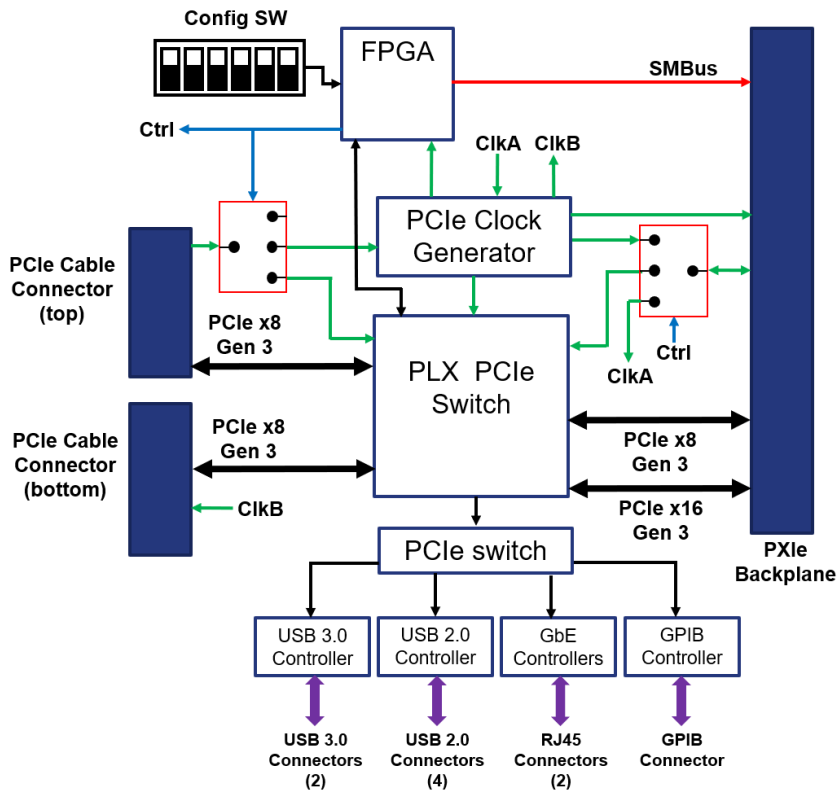 Config SW
FPGA
SMBus
Ctrl
ClkA
ClkB
PCIe Clock
Generator
PCIe Cable
Connector
(top)
PCIe x8
Gen 3
PLX PCIe
Switch
Ctrl
ClkA
PCIe Cable
Connector
(bottom)
PCIe x8
Gen 3
ClkB
PCIe x8
Gen 3
PCIe x16
Gen 3
PXIe
Backplane
PCIe switch
USB 3.0
Controller
USB 2.0
Controller
GbE
Controllers
GPIB
Controller
USB 3.0
Connectors
(2)
USB 2.0
Connectors
(4)
RJ45
Connectors
(2)
GPIB
Connector